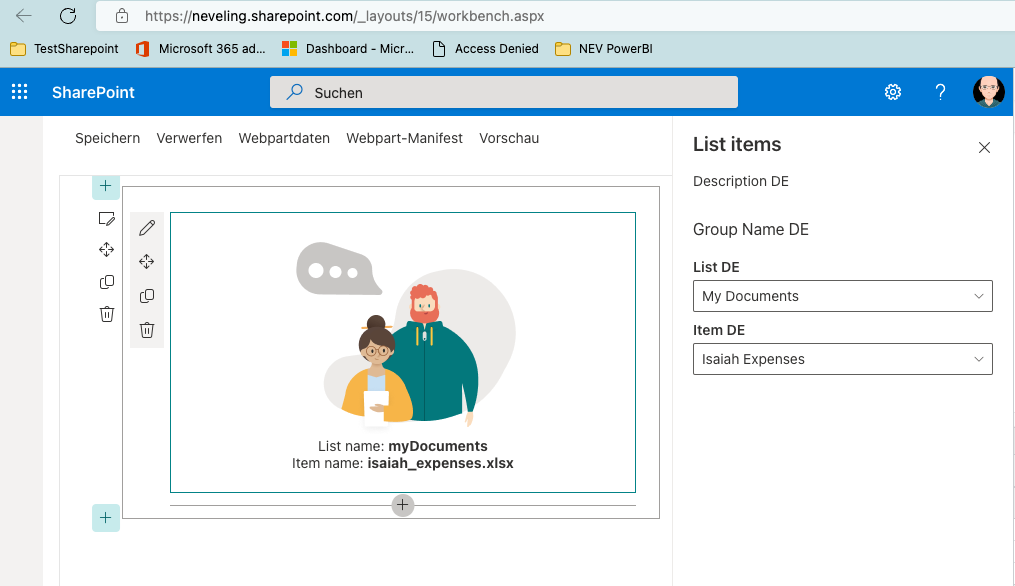 https://neveling.sharepoint.com/_layouts/15/workbench.aspx
TestSharepoint Microsoft 365 ad... Dashboard - Micr... Access Denied NEV PowerBI
SharePoint Suchen ?
Speichern Verwerfen Webpartdaten Webpart-Manifest Vorschau
List items
Description DE
Group Name DE
List DE
My Documents
Item DE
Isaiah Expenses
List name: myDocuments
Item name: isaiah_expenses.xlsx